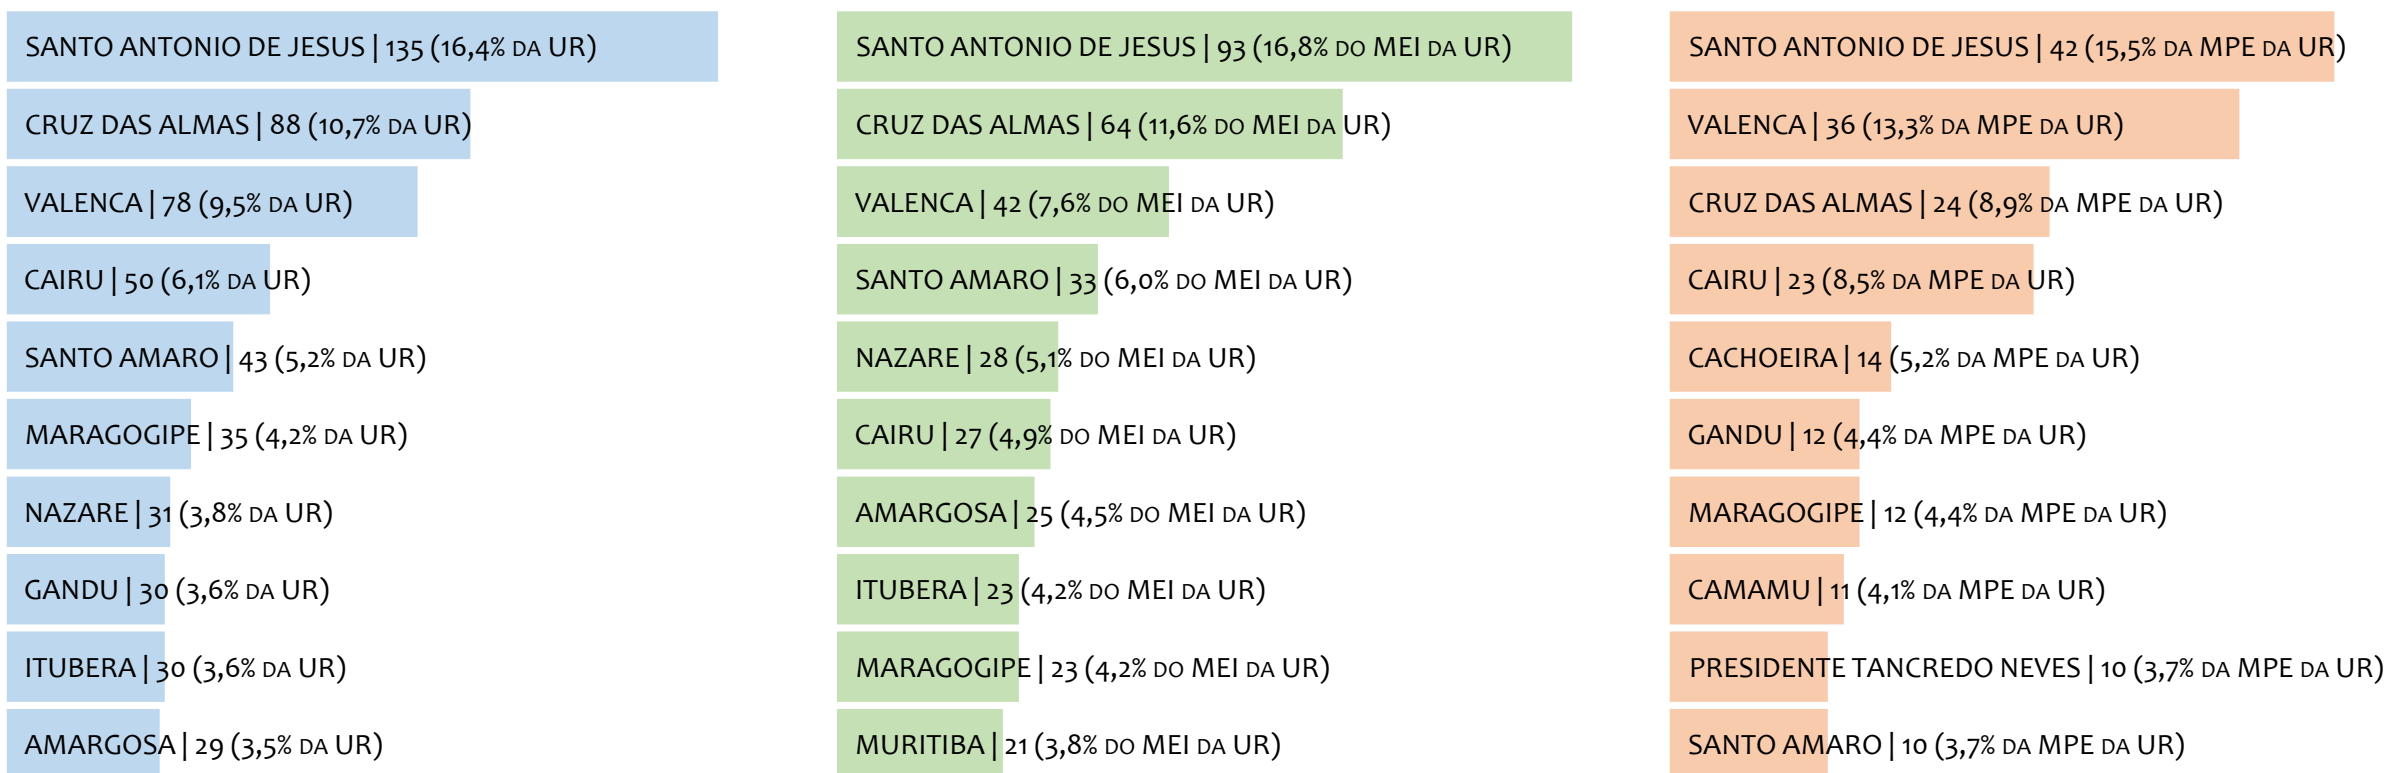 SANTO ANTONIO DE JESUS | 135 (16,4% DA UR)
CRUZ DAS ALMAS | 88 (10,7% DA UR)
VALENCA | 78 (9,5% DA UR)
CAIRU | 50 (6,1% DA UR)
SANTO AMARO | 43 (5,2% DA UR)
MARAGOGIPE | 35 (4,2% DA UR)
NAZARE | 31 (3,8% DA UR)
GANDU | 30 (3,6% DA UR)
ITUBERA | 30 (3,6% DA UR)
AMARGOSA | 29 (3,5% DA UR)
SANTO ANTONIO DE JESUS | 93 (16,8% DO MEI DA UR)
CRUZ DAS ALMAS | 64 (11,6% DO MEI DA UR)
VALENCA | 42 (7,6% DO MEI DA UR)
SANTO AMARO | 33 (6,0% DO MEI DA UR)
NAZARE | 28 (5,1% DO MEI DA UR)
CAIRU | 27 (4,9% DO MEI DA UR)
AMARGOSA | 25 (4,5% DO MEI DA UR)
ITUBERA | 23 (4,2% DO MEI DA UR)
MARAGOGIPE | 23 (4,2% DO MEI DA UR)
MURITIBA | 21 (3,8% DO MEI DA UR)
SANTO ANTONIO DE JESUS | 42 (15,5% DA MPE DA UR)
VALENCA | 36 (13,3% DA MPE DA UR)
CRUZ DAS ALMAS | 24 (8,9% DA MPE DA UR)
CAIRU | 23 (8,5% DA MPE DA UR)
CACHOEIRA | 14 (5,2% DA MPE DA UR)
GANDU | 12 (4,4% DA MPE DA UR)
MARAGOGIPE | 12 (4,4% DA MPE DA UR)
CAMAMU | 11 (4,1% DA MPE DA UR)
PRESIDENTE TANCREDO NEVES | 10 (3,7% DA MPE DA UR)
SANTO AMARO | 10 (3,7% DA MPE DA UR)